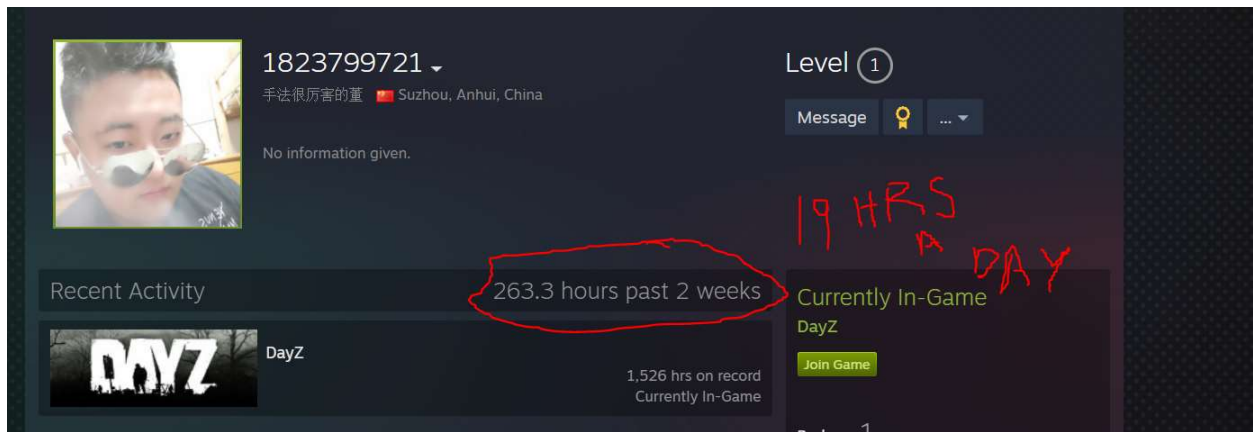 1823799721
手法很厉害的董 Suzhou, Anhui, China
No information given.
Level 1
Message ...
19 HRS
A DAY
Recent Activity
263.3 hours past 2 weeks
DAYZ
DayZ
1,526 hrs on record
Currently In-Game
Currently In-Game
DayZ
Join Game